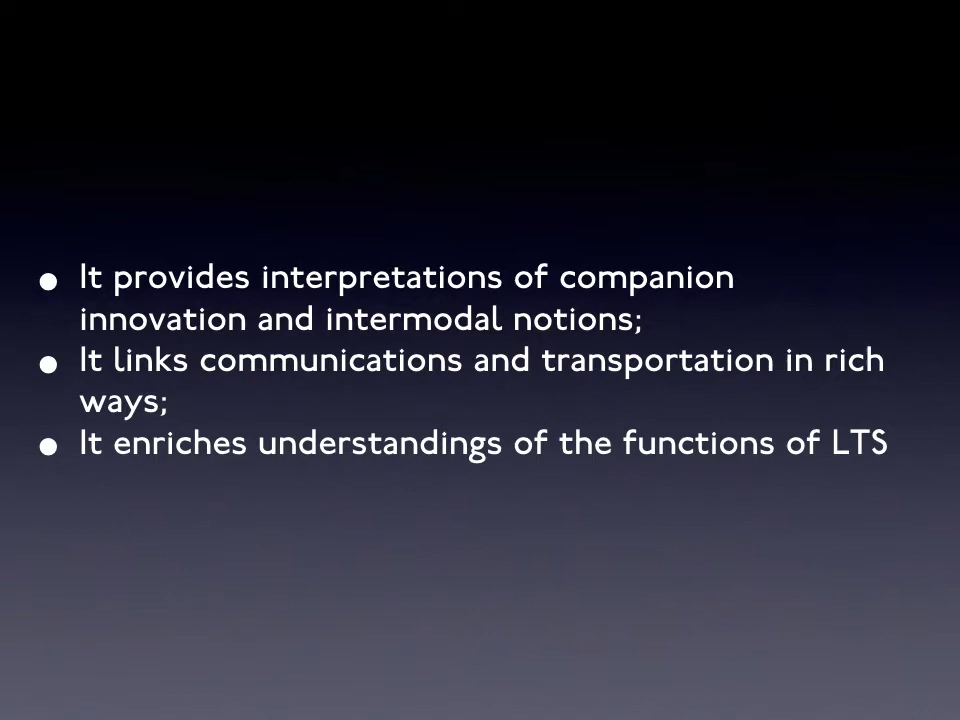 • It provides interpretations of companion
innovation and intermodal notions;
• It links communications and transportation in rich
ways;
• It enriches understandings of the functions of LTS